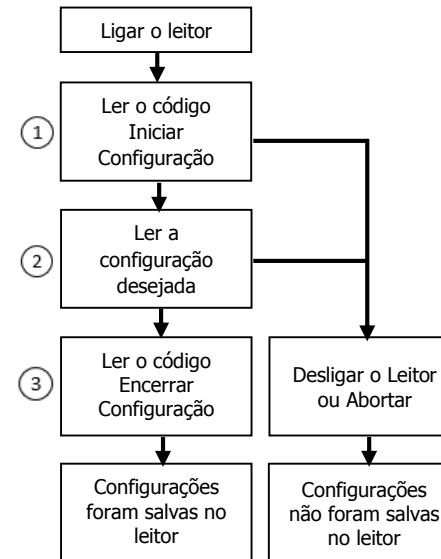 Ligar o leitor
1
Ler o código
Iniciar
Configuração
2
Ler a
configuração
desejada
3
Ler o código
Encerrar
Configuração
Desligar o Leitor
ou Abortar
Configurações
foram salvas no
leitor
Configurações
não foram salvas
no leitor